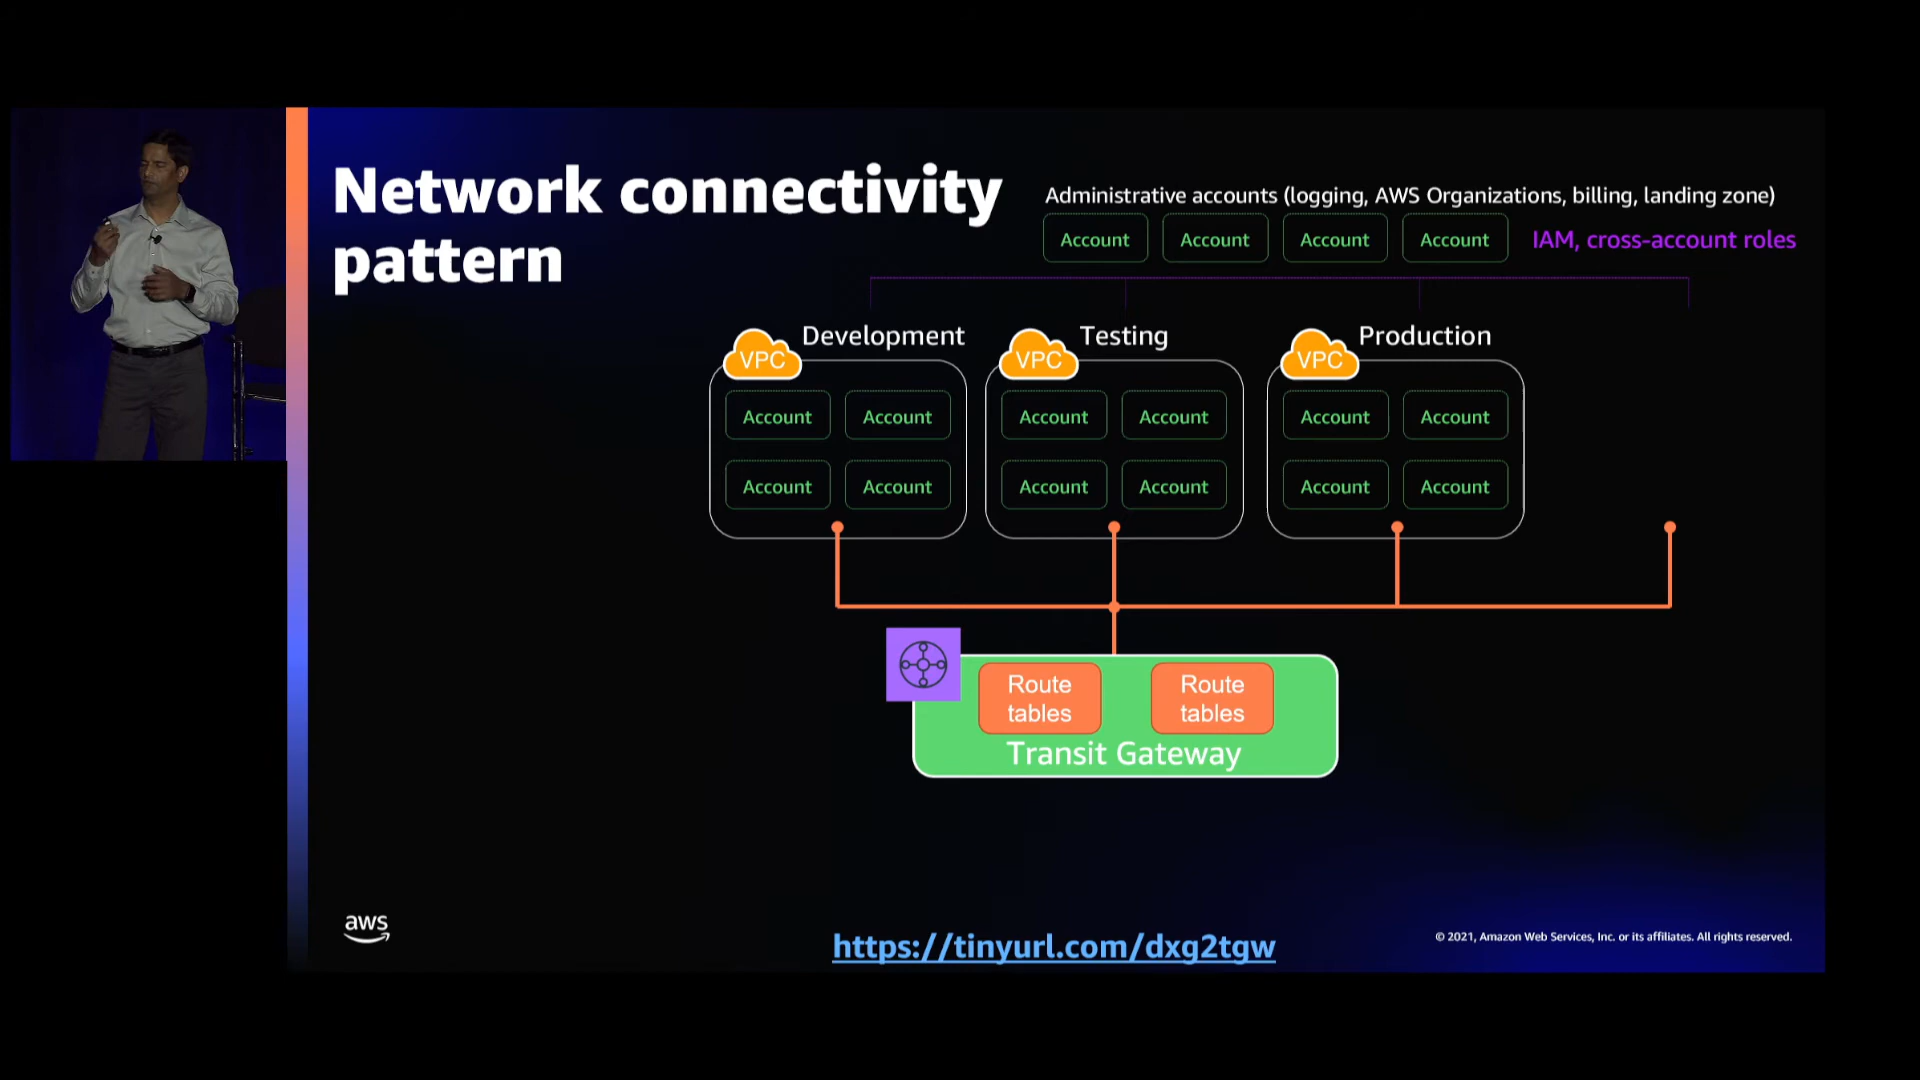 Network connectivity
pattern
Administrative accounts (logging, AWS Organizations, billing, landing zone)
Account Account Account Account IAM, cross-account roles
VPC Development VPC Testing VPC Production
Account Account Account Account Account Account
Account Account Account Account Account Account
Route tables Route tables
Transit Gateway
aws
https://tinyurl.com/dxg2tgw
© 2021, Amazon Web Services, Inc. or its affiliates. All rights reserved.